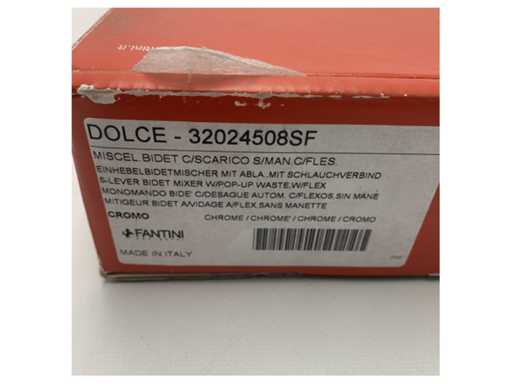 DOLCE - 32024508SF
MISCEL.BIDET C/SCARICO S/MAN.C/FLES.
EINHEBELBIDETMISCHER MIT ABLA.,MIT SCHLAUCHVERBIND
S-LEVER BIDET MIXER W/POP-UP WASTE,W/FLEX
MONOMANDO BIDE' C/DESAGUE AUTOM. C/FLEXOS,SIN MANE
MITIGEUR BIDET A/VIDAGE A/FLEX,SANS MANETTE
CROMO CHROME / CHROME' / CHROME / CROMO
FANTINI
MADE IN ITALY